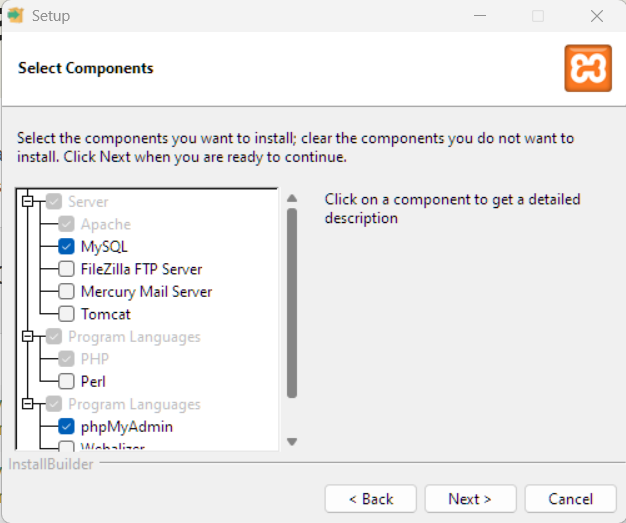 Setup
Select Components
Select the components you want to install; clear the components you do not want to
install. Click Next when you are ready to continue.
Server
Apache
MySQL
FileZilla FTP Server
Mercury Mail Server
Tomcat
Program Languages
PHP
Perl
Program Languages
phpMyAdmin
Webalizer
Click on a component to get a detailed
description
InstallBuilder
< Back
Next >
Cancel